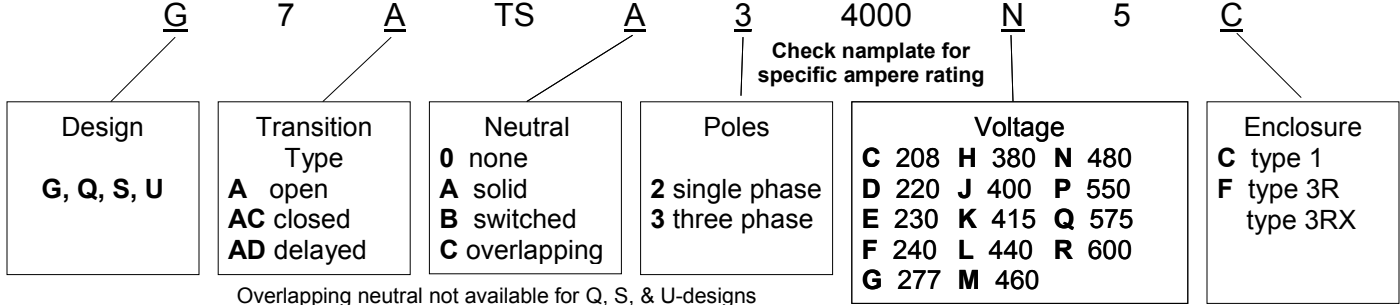 G 7 A TS A 3 4000 N 5 C
Check namplate for
specific ampere rating
Design
G, Q, S, U
Transition
Type
A open
AC closed
AD delayed
Neutral
0 none
A solid
B switched
C overlapping
Poles
2 single phase
3 three phase
Voltage
C 208 H 380 N 480
D 220 J 400 P 550
E 230 K 415 Q 575
F 240 L 440 R 600
G 277 M 460
Enclosure
C type 1
F type 3R
type 3RX
Overlapping neutral not available for Q, S, & U-designs